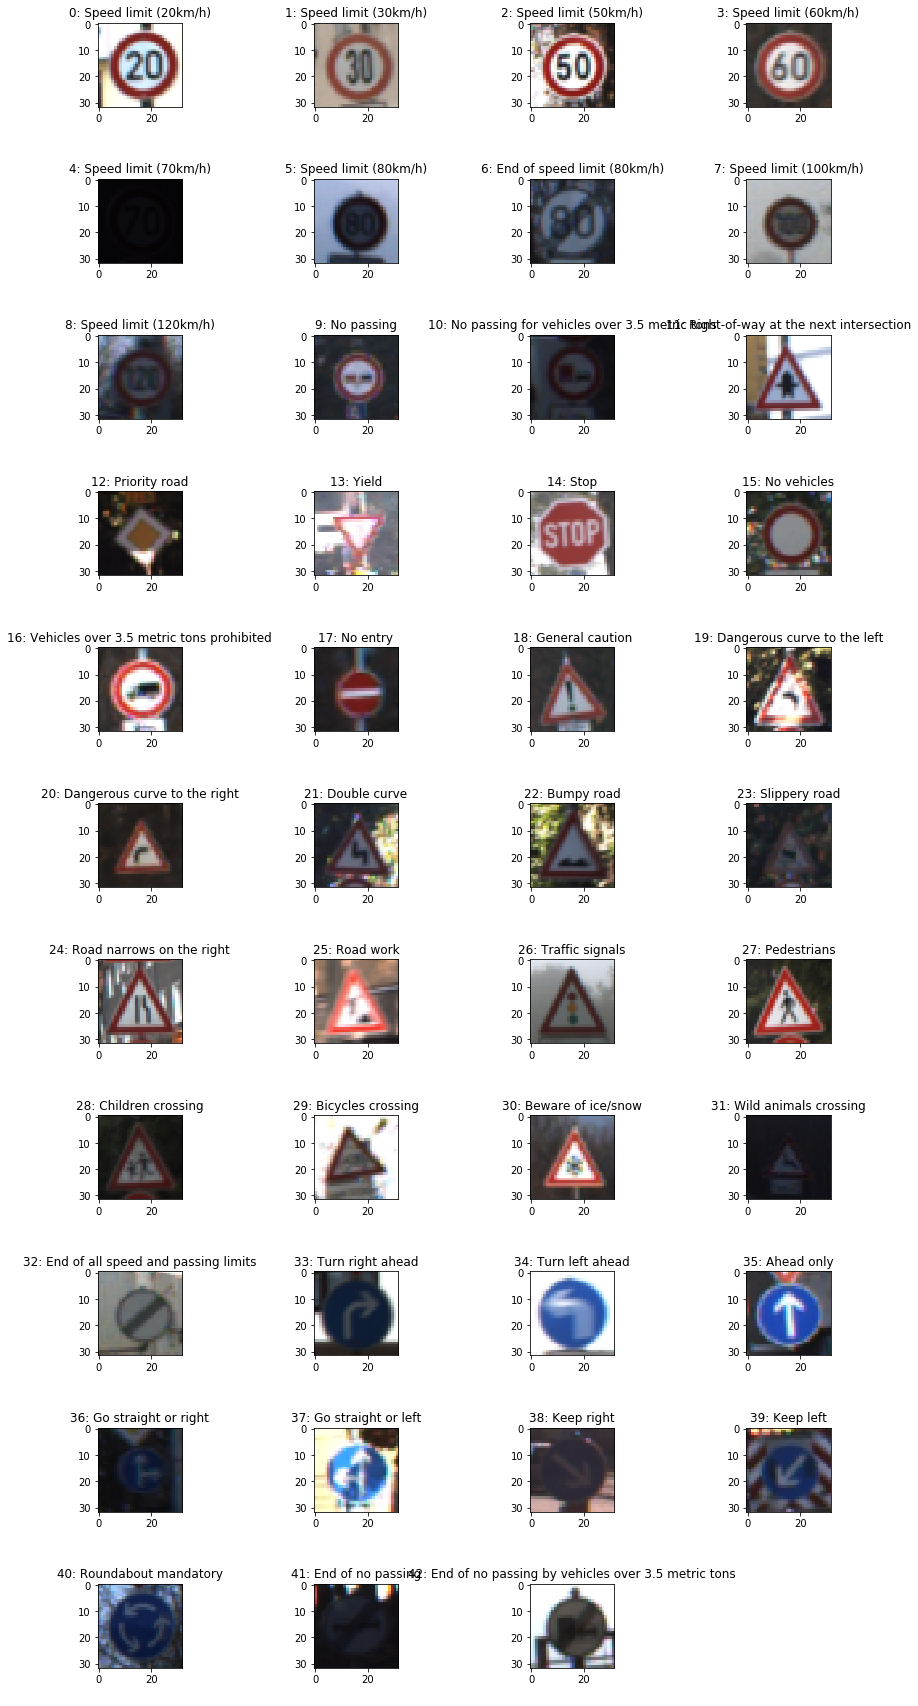 0: Speed limit (20km/h) 1: Speed limit (30km/h) 2: Speed limit (50km/h) 3: Speed limit (60km/h)
0 0 0 0
10 10 10 10
20 30 50 60
20 20 20 20
30 30 30 30
0 20 0 20 0 20 0 20
4: Speed limit (70km/h) 5: Speed limit (80km/h) 6: End of speed limit (80km/h) 7: Speed limit (100km/h)
0 0 0 0
10 10 10 10
70 80 80
20 20 20 20
30 30 30 30
0 20 0 20 0 20 0 20
8: Speed limit (120km/h) 9: No passing 10: No passing for vehicles over 3.5 metric tons 11: Right-of-way at the next intersection
0 0 0 0
10 10 10 10
120
20 20 20 20
30 30 30 30
0 20 0 20 0 20 0 20
12: Priority road 13: Yield 14: Stop 15: No vehicles
0 0 0 0
10 10 10 10
STOP
20 20 20 20
30 30 30 30
0 20 0 20 0 20 0 20
16: Vehicles over 3.5 metric tons prohibited 17: No entry 18: General caution 19: Dangerous curve to the left
0 0 0 0
10 10 10 10
20 20 20 20
30 30 30 30
0 20 0 20 0 20 0 20
20: Dangerous curve to the right 21: Double curve 22: Bumpy road 23: Slippery road
0 0 0 0
10 10 10 10
20 20 20 20
30 30 30 30
0 20 0 20 0 20 0 20
24: Road narrows on the right 25: Road work 26: Traffic signals 27: Pedestrians
0 0 0 0
10 10 10 10
20 20 20 20
30 30 30 30
0 20 0 20 0 20 0 20
28: Children crossing 29: Bicycles crossing 30: Beware of ice/snow 31: Wild animals crossing
0 0 0 0
10 10 10 10
20 20 20 20
30 30 30 30
0 20 0 20 0 20 0 20
32: End of all speed and passing limits 33: Turn right ahead 34: Turn left ahead 35: Ahead only
0 0 0 0
10 10 10 10
20 20 20 20
30 30 30 30
0 20 0 20 0 20 0 20
36: Go straight or right 37: Go straight or left 38: Keep right 39: Keep left
0 0 0 0
10 10 10 10
20 20 20 20
30 30 30 30
0 20 0 20 0 20 0 20
40: Roundabout mandatory 41: End of no passing 42: End of no passing by vehicles over 3.5 metric tons
0 0 0
10 10 10
20 20 20
30 30 30
0 20 0 20 0 20